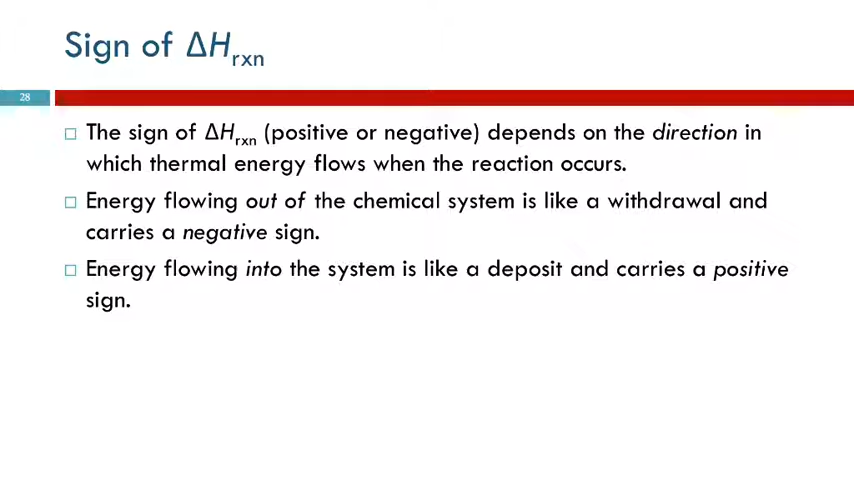 Sign of ΔHrxn
28
The sign of ΔHrxn (positive or negative) depends on the direction in
which thermal energy flows when the reaction occurs.
Energy flowing out of the chemical system is like a withdrawal and
carries a negative sign.
Energy flowing into the system is like a deposit and carries a positive
sign.